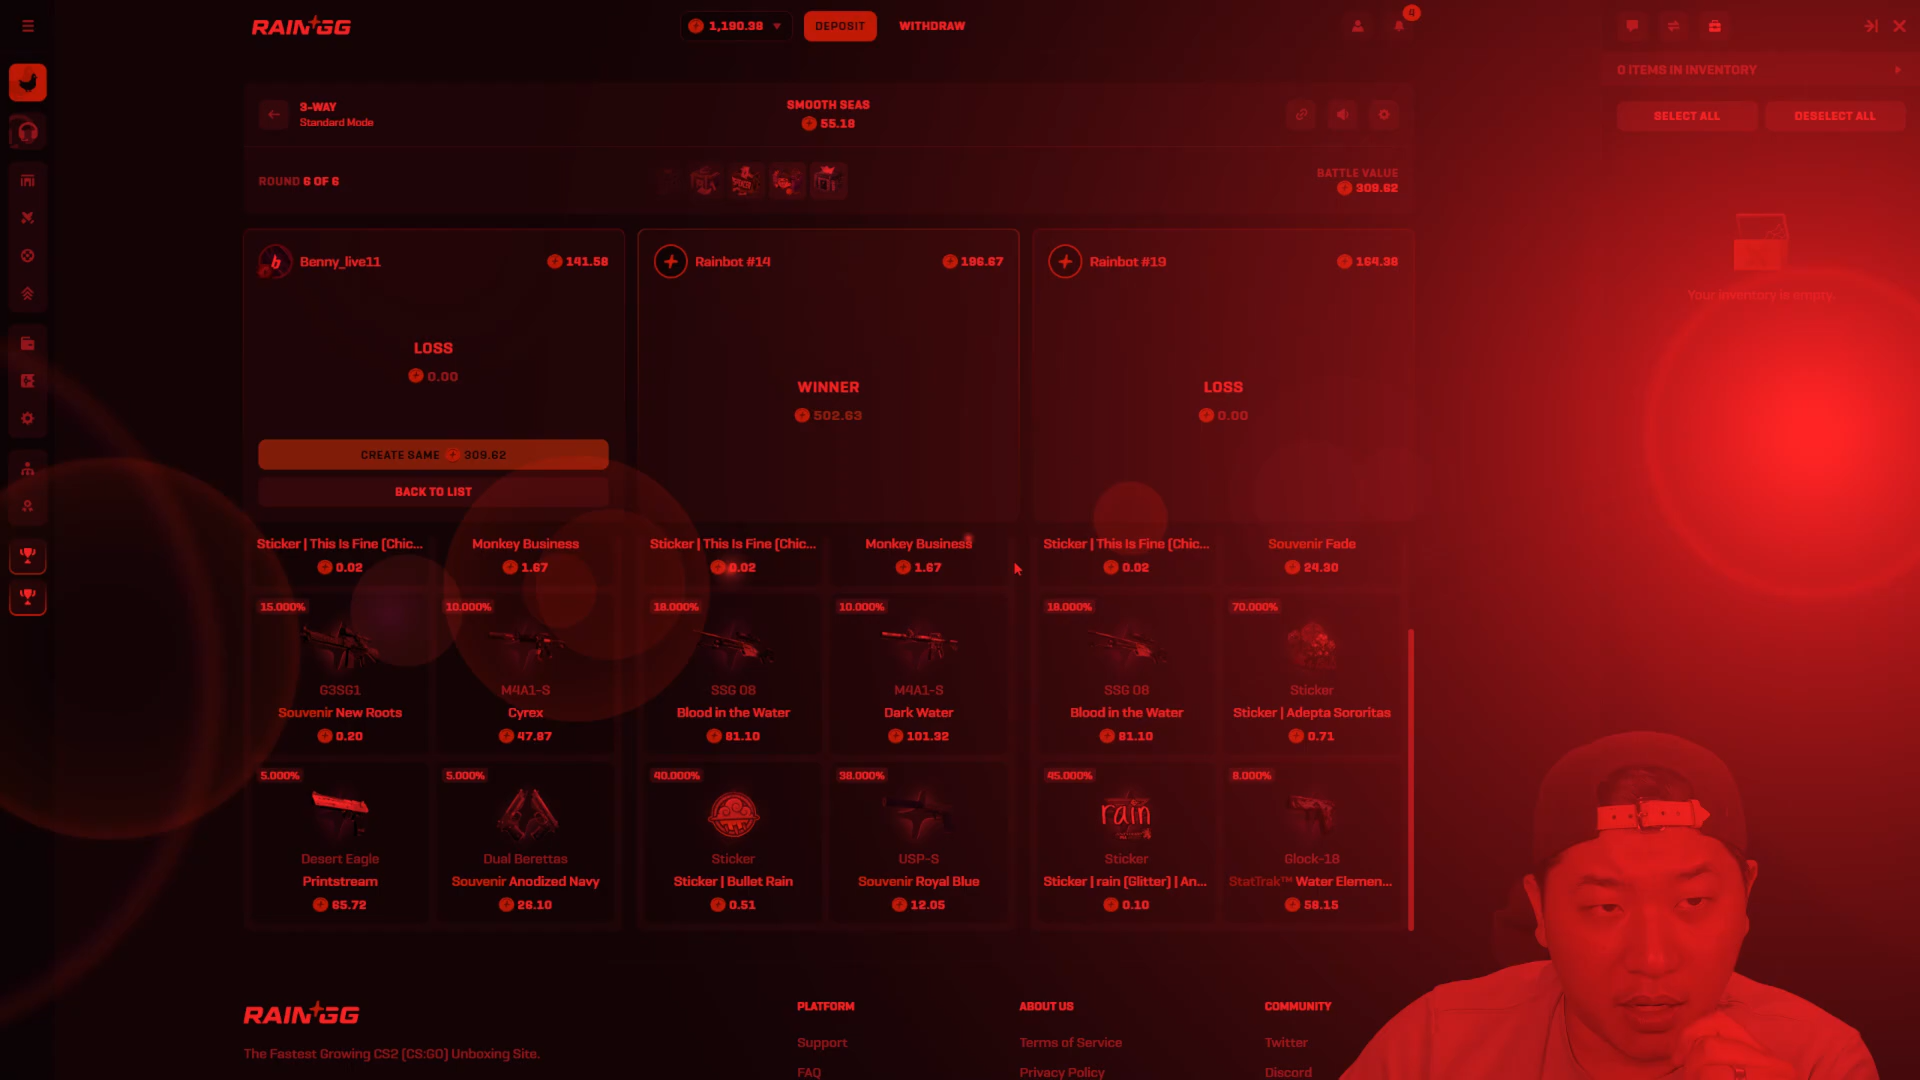 RAIN GG
1,190.38
DEPOSIT
WITHDRAW
4
3-WAY
Standard Mode
SMOOTH SEAS
55.18
ROUND 6 OF 6
BATTLE VALUE
309.62
0 ITEMS IN INVENTORY
SELECT ALL
DESELECT ALL
Your inventory is empty.
Benny_live11
141.58
LOSS
0.00
CREATE SAME 309.62
BACK TO LIST
Rainbot #14
196.67
WINNER
502.63
Rainbot #19
164.38
LOSS
0.00
Sticker | This Is Fine (Chic...
0.02
Monkey Business
1.67
Sticker | This Is Fine (Chic...
0.02
Monkey Business
1.67
Sticker | This Is Fine (Chic...
0.02
Souvenir Fade
24.30
15.000%
G3SG1
Souvenir New Roots
0.20
10.000%
M4A1-S
Cyrex
47.87
18.000%
SSG 08
Blood in the Water
81.10
10.000%
M4A1-S
Dark Water
101.32
18.000%
SSG 08
Blood in the Water
81.10
70.000%
Sticker
Sticker | Adepta Sororitas
0.71
5.000%
Desert Eagle
Printstream
65.72
5.000%
Dual Berettas
Souvenir Anodized Navy
26.10
40.000%
Sticker
Sticker | Bullet Rain
0.51
38.000%
USP-S
Souvenir Royal Blue
12.05
45.000%
rain
Sticker
Sticker | rain (Glitter) | An...
0.10
8.000%
Glock-18
StatTrak™ Water Elemen...
58.15
RAIN GG
The Fastest Growing CS2 (CS:GO) Unboxing Site.
PLATFORM
Support
FAQ
ABOUT US
Terms of Service
Privacy Policy
COMMUNITY
Twitter
Discord